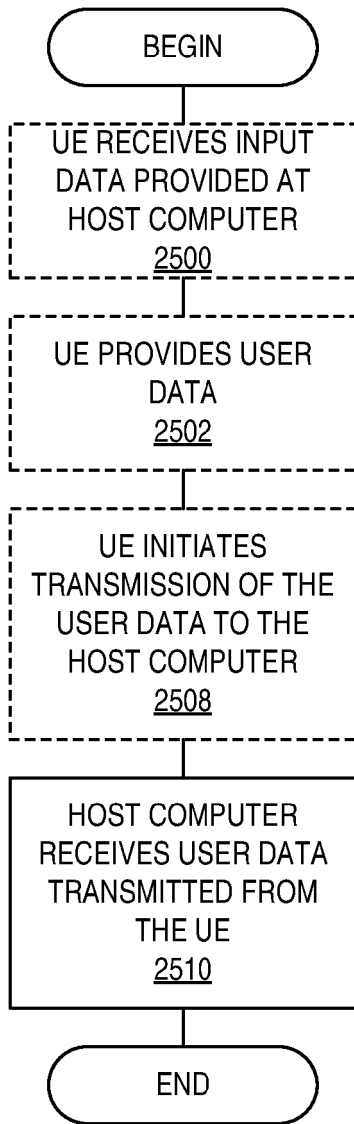 BEGIN
UE RECEIVES INPUT
DATA PROVIDED AT
HOST COMPUTER
2500
UE PROVIDES USER
DATA
2502
UE INITIATES
TRANSMISSION OF THE
USER DATA TO THE
HOST COMPUTER
2508
HOST COMPUTER
RECEIVES USER DATA
TRANSMITTED FROM
THE UE
2510
END